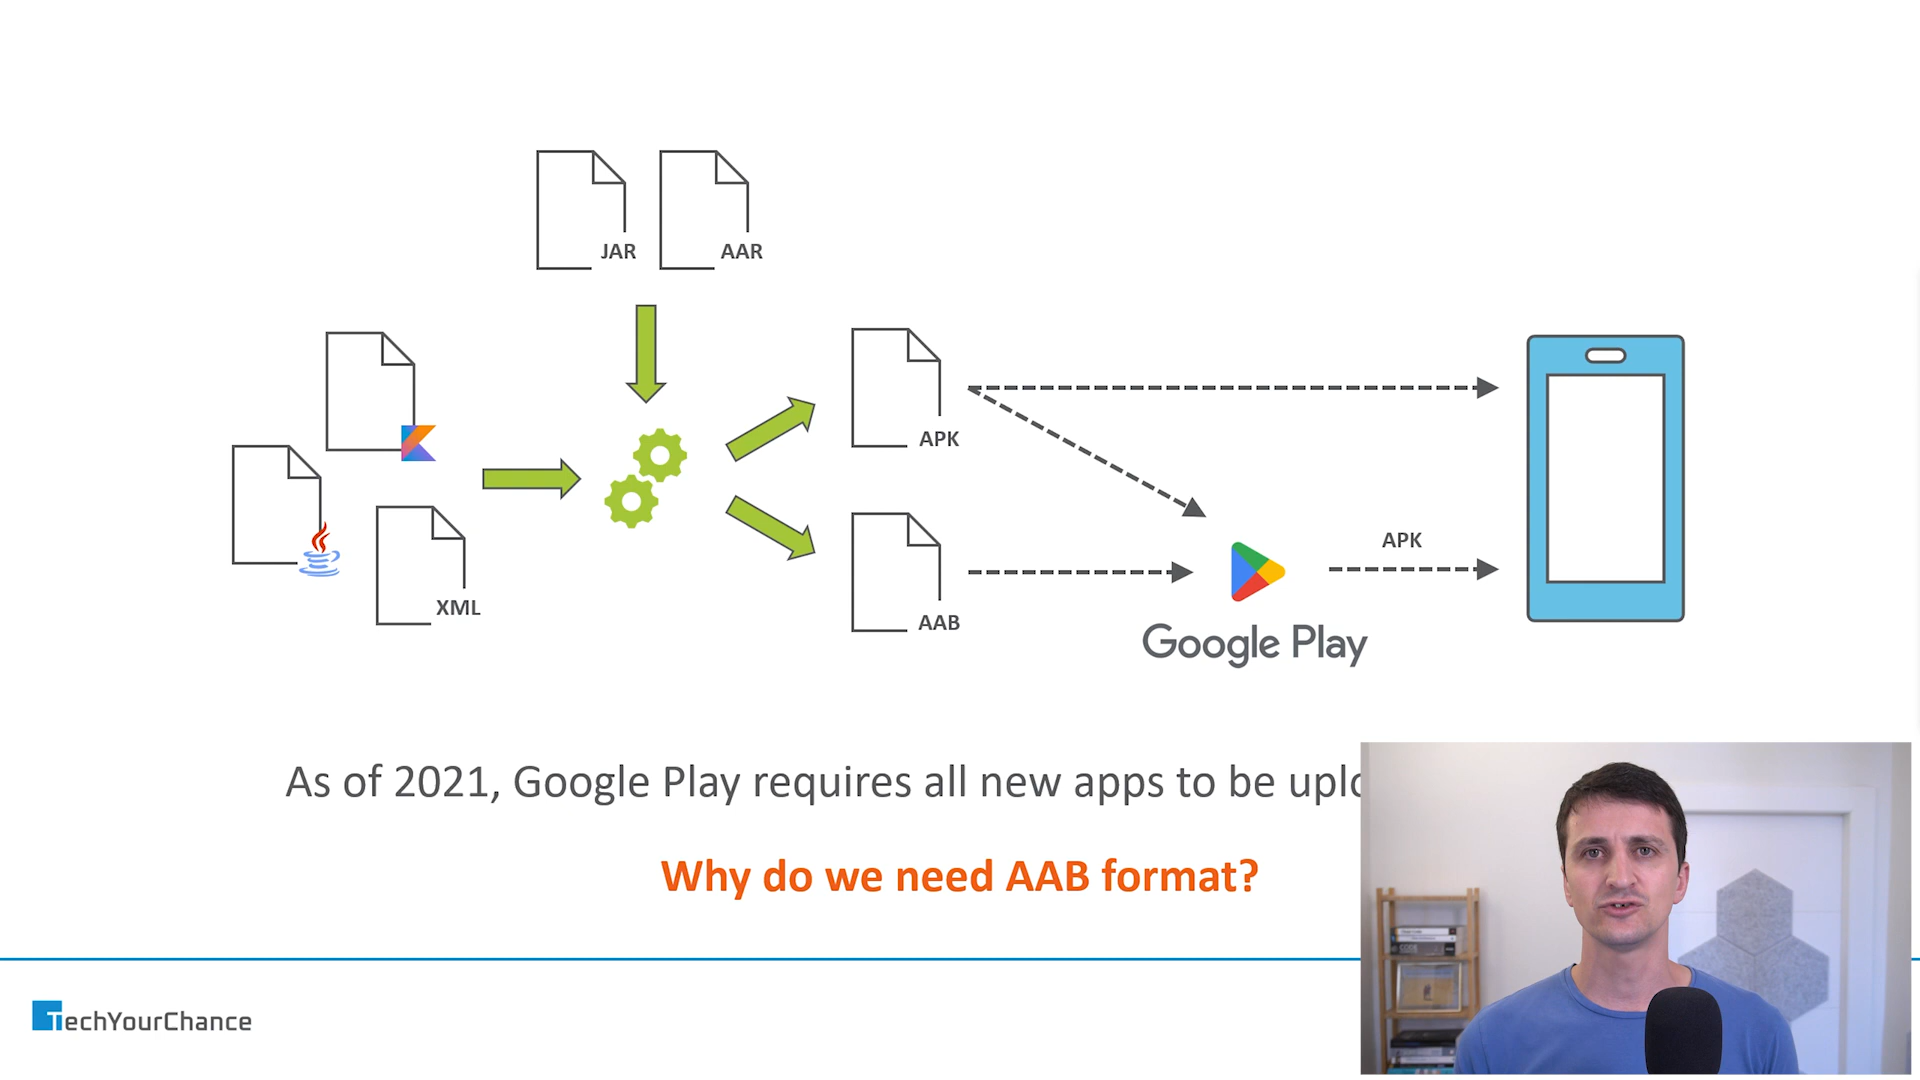 JAR
AAR
APK
XML
AAB
APK
Google Play
As of 2021, Google Play requires all new apps to be
Why do we need AAB format?
TechYourChance
CODE